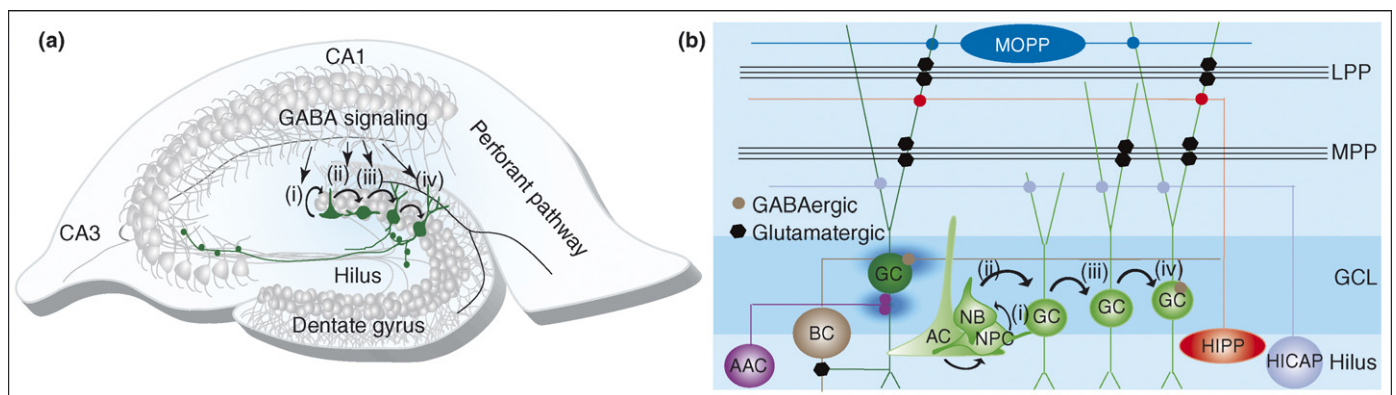 (a)
CA1
GABA signaling
(i)
(ii)
(iii)
(iv)
Perforant pathway
CA3
Hilus
Dentate gyrus
(b)
MOPP
LPP
MPP
GABAergic
Glutamatergic
GC
(ii)
(iii)
(iv)
GCL
GC
NB
(i)
GC
GC
BC
AC
NPC
AAC
HIPP
HICAP
Hilus